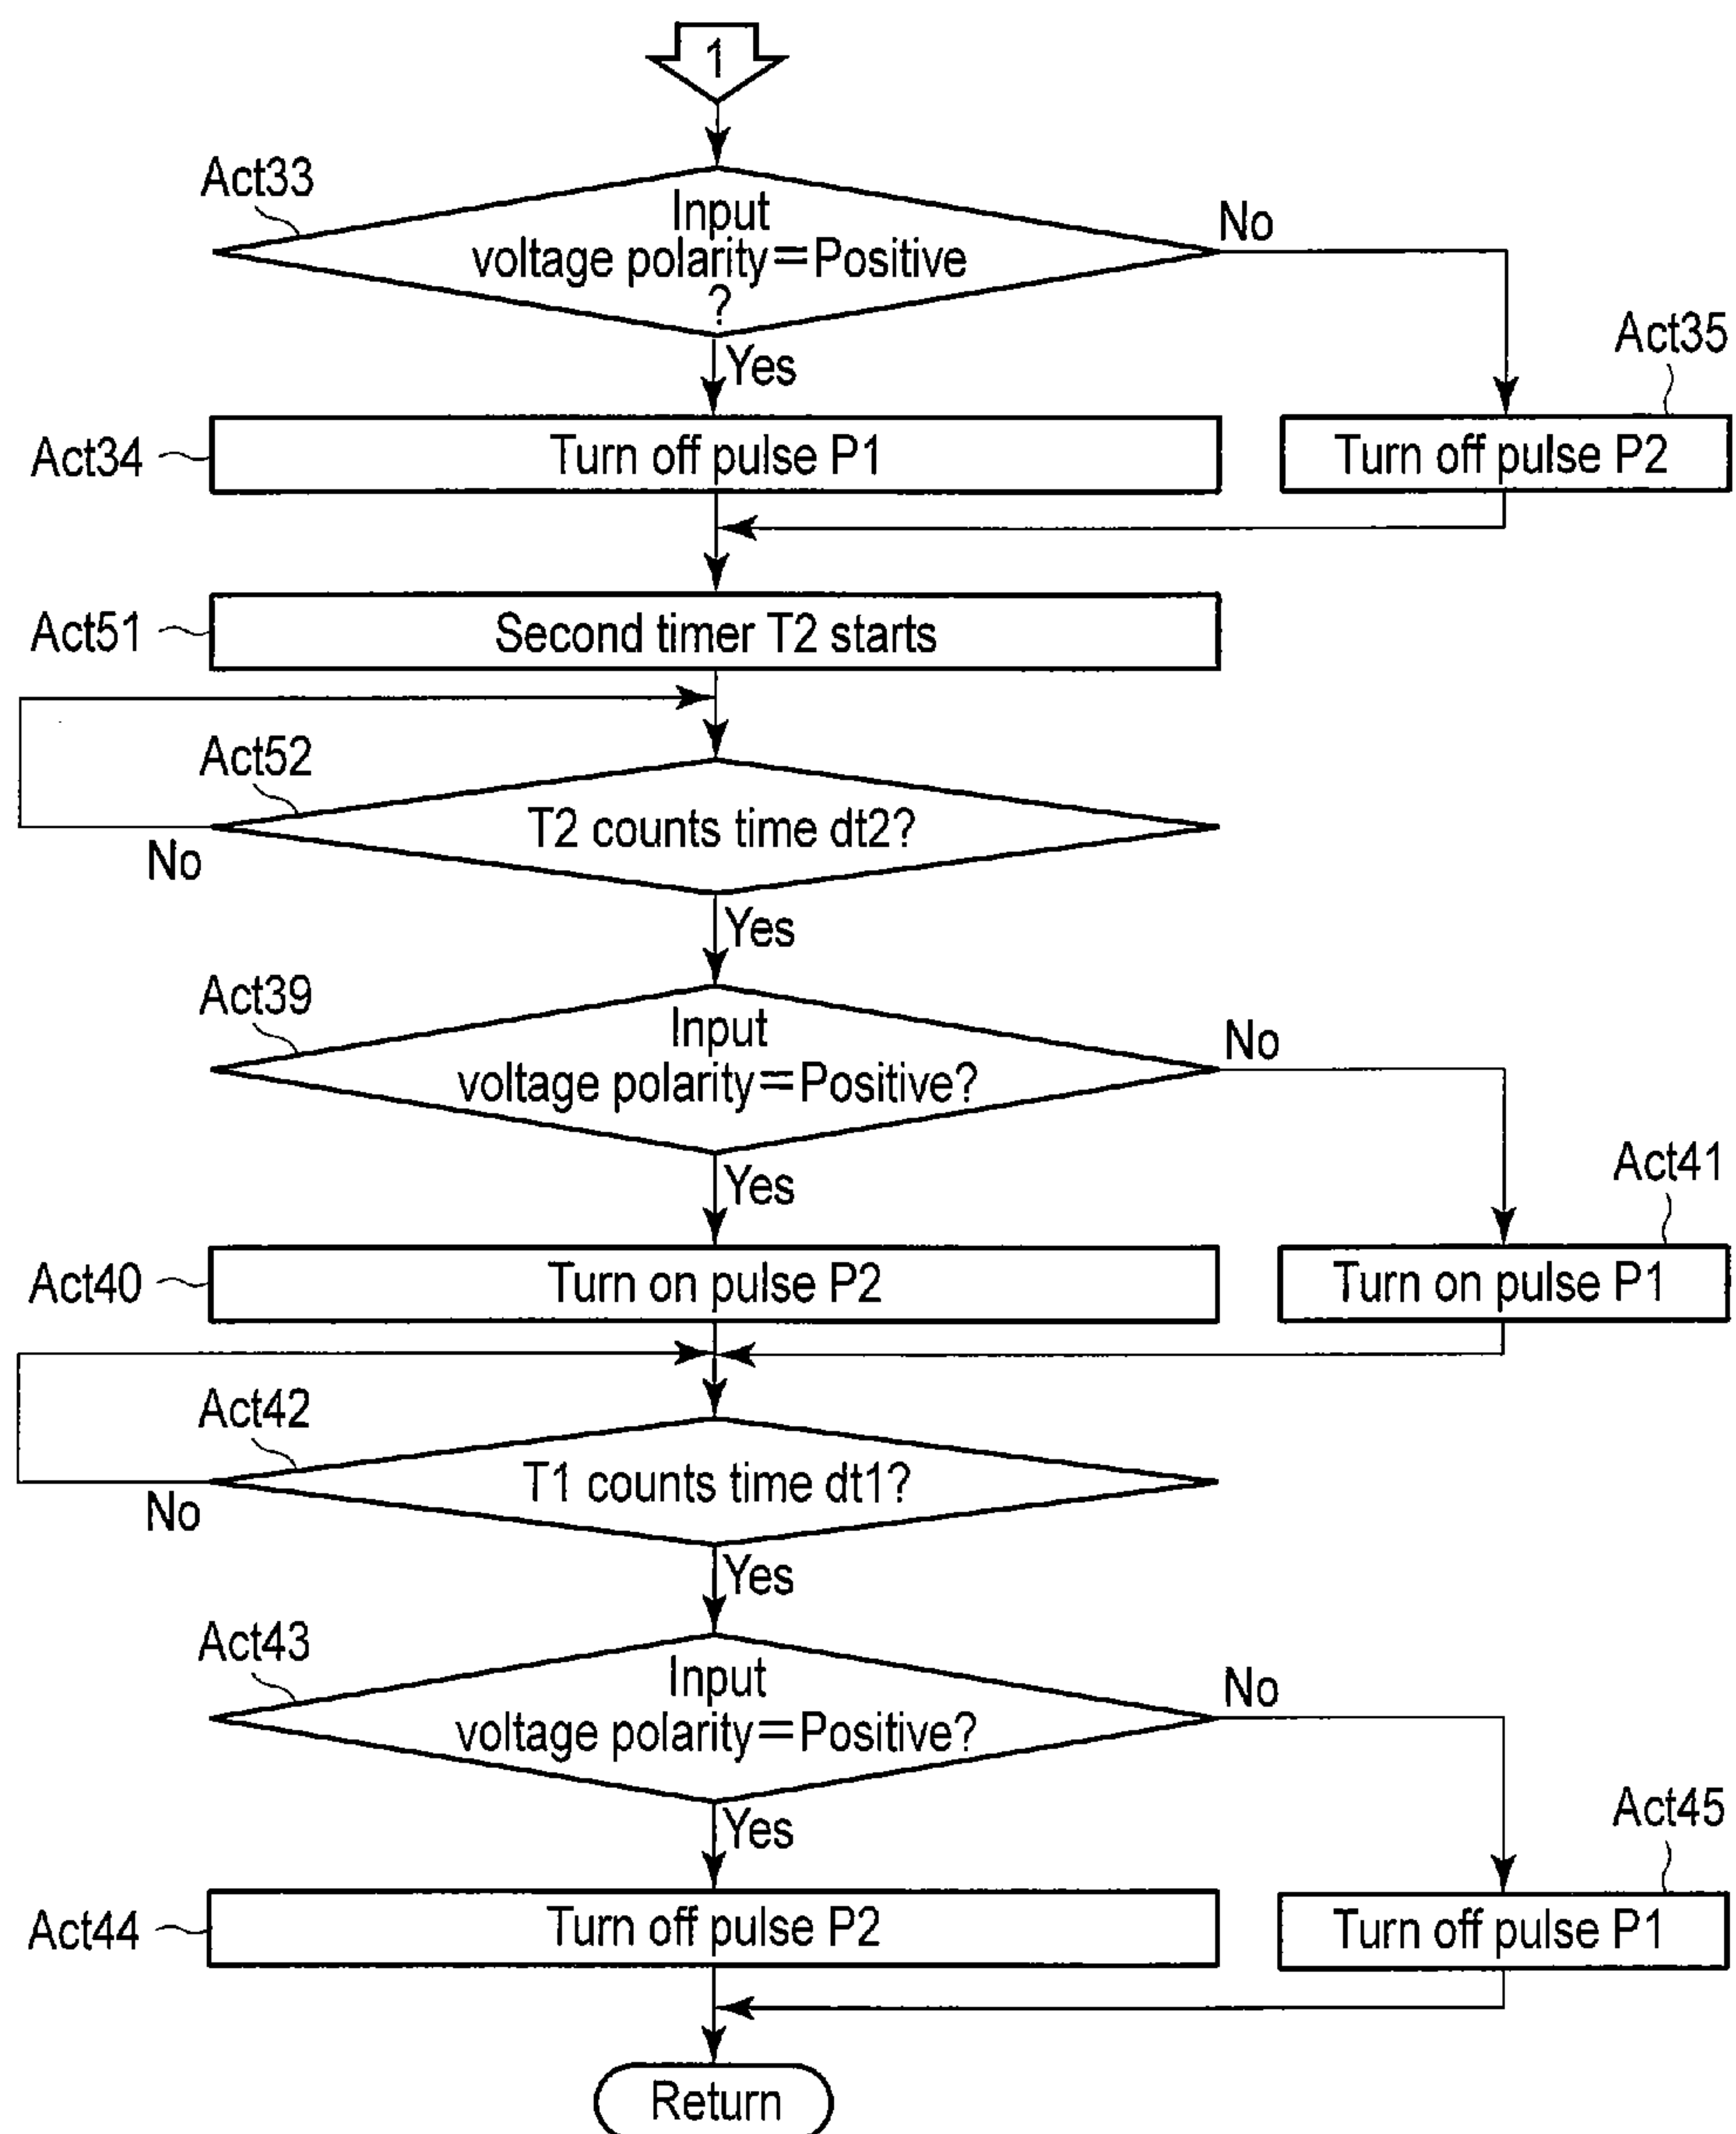 1
Act33
Input
voltage polarity=Positive
?
No
Yes
Act35
Act34
Turn off pulse P1
Turn off pulse P2
Act51
Second timer T2 starts
Act52
T2 counts time dt2?
No
Yes
Act39
Input
voltage polarity=Positive?
No
Yes
Act41
Act40
Turn on pulse P2
Turn on pulse P1
Act42
T1 counts time dt1?
No
Yes
Act43
Input
voltage polarity=Positive?
No
Yes
Act45
Act44
Turn off pulse P2
Turn off pulse P1
Return